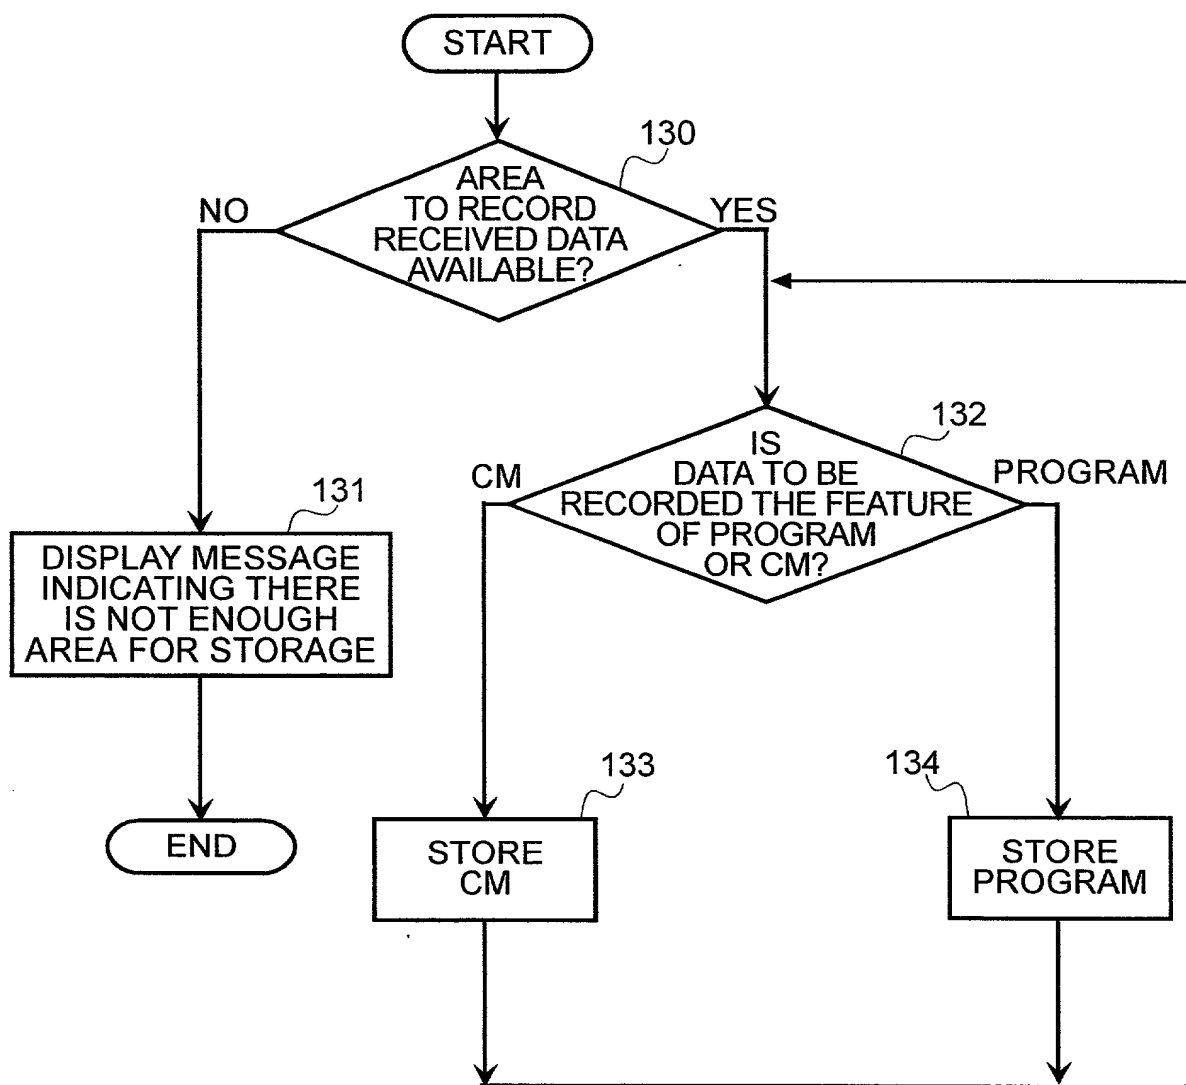 START
130
AREA
TO RECORD
RECEIVED DATA
AVAILABLE?
NO
YES
132
IS
DATA TO BE
RECORDED THE FEATURE
OF PROGRAM
OR CM?
CM
PROGRAM
131
DISPLAY MESSAGE
INDICATING THERE
IS NOT ENOUGH
AREA FOR STORAGE
133
134
END
STORE
CM
STORE
PROGRAM